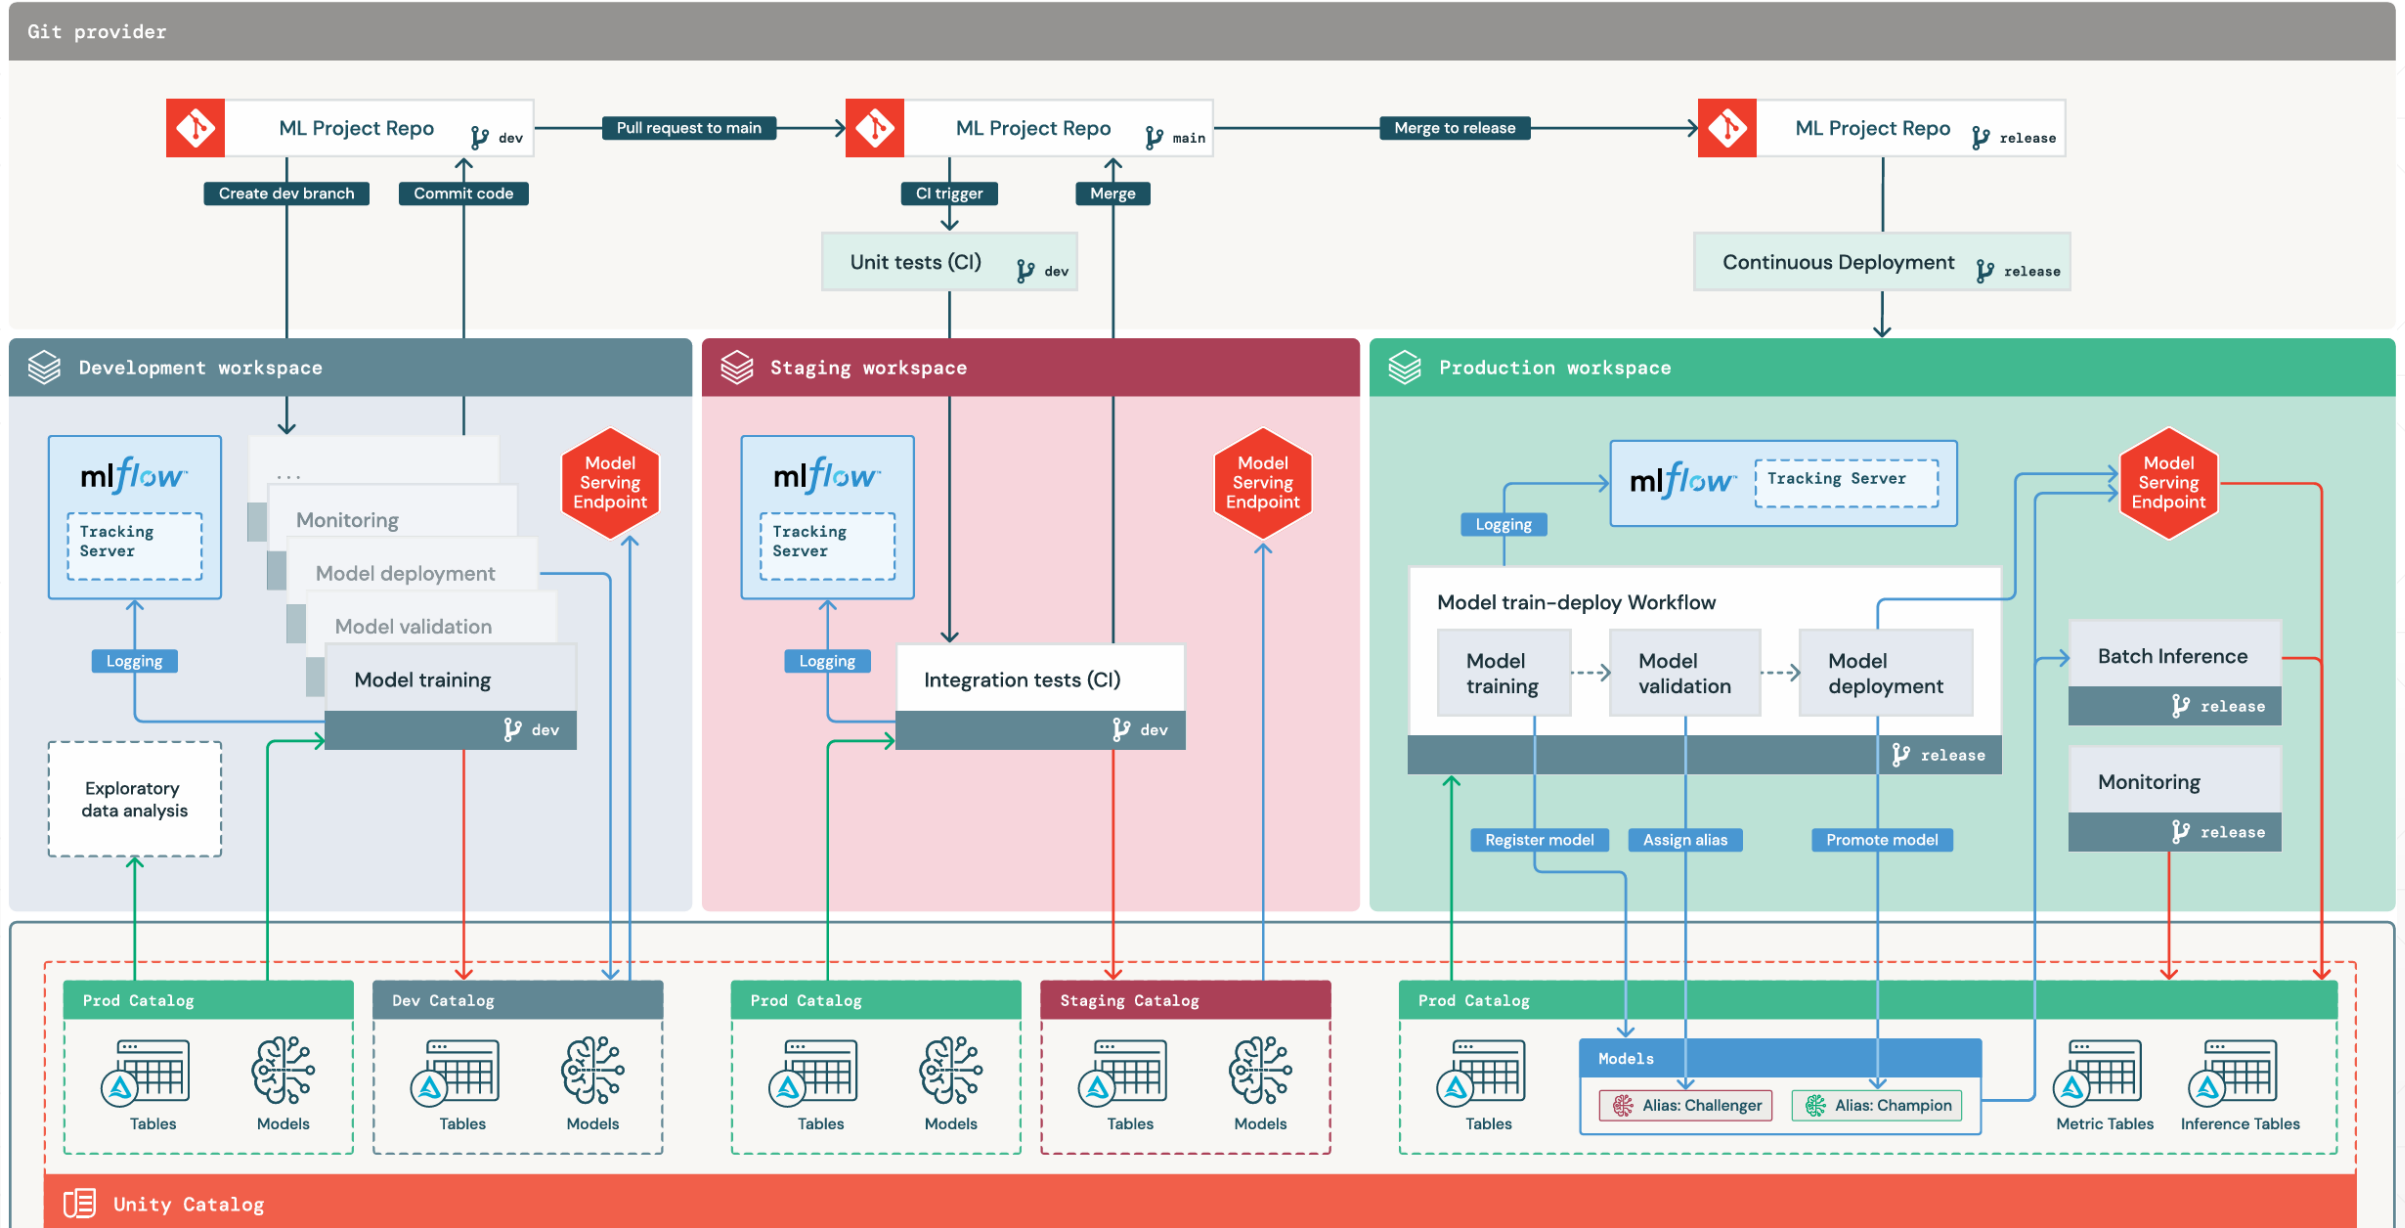 Git provider
ML Project Repo
dev
Pull request to main
ML Project Repo
main
Merge to release
ML Project Repo
release
Create dev branch
Commit code
CI trigger
Merge
Unit tests (CI)
dev
Continuous Deployment
release
Development workspace
mlflow™
Tracking
Server
...
Monitoring
Model deployment
Model validation
Model training
dev
Model
Serving
Endpoint
Logging
Exploratory
data analysis
Staging workspace
mlflow™
Tracking
Server
Model
Serving
Endpoint
Logging
Integration tests (CI)
dev
Production workspace
mlflow™
Tracking Server
Model
Serving
Endpoint
Logging
Model train-deploy Workflow
Model
training
Model
validation
Model
deployment
release
Batch Inference
release
Monitoring
release
Register model
Assign alias
Promote model
Prod Catalog
Tables
Models
Dev Catalog
Tables
Models
Prod Catalog
Tables
Models
Staging Catalog
Tables
Models
Prod Catalog
Tables
Models
Alias: Challenger
Alias: Champion
Metric Tables
Inference Tables
Unity Catalog